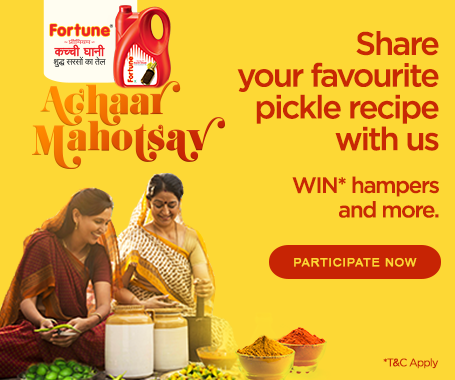 Fortune®
प्रीमियम
कच्ची घानी
शुद्ध सरसों का तेल
Fortune
Achaar
Mahotsav
Share
your favourite
pickle recipe
with us
WIN* hampers
and more.
PARTICIPATE NOW
*T&C Apply